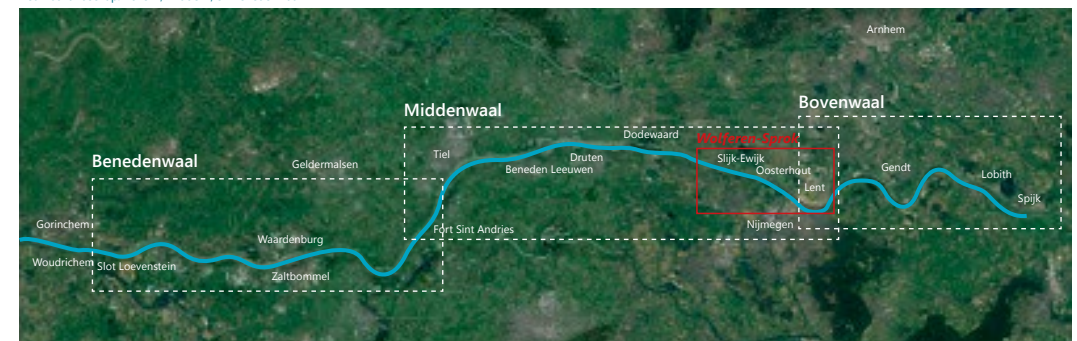 Arnhem
Bovenwaal
Middenwaal
Dodewaard
Wolferen-Sprok
Benedenwaal
Geldermalsen
Tiel
Druten
Beneden Leeuwen
Slijk-Ewijk
Oosterhout
Gendt
Lobith
Lent
Spijk
Gorinchem
Fort Sint Andries
Nijmegen
Waardenburg
Woudrichem
Slot Loevenstein
Zaltbommel